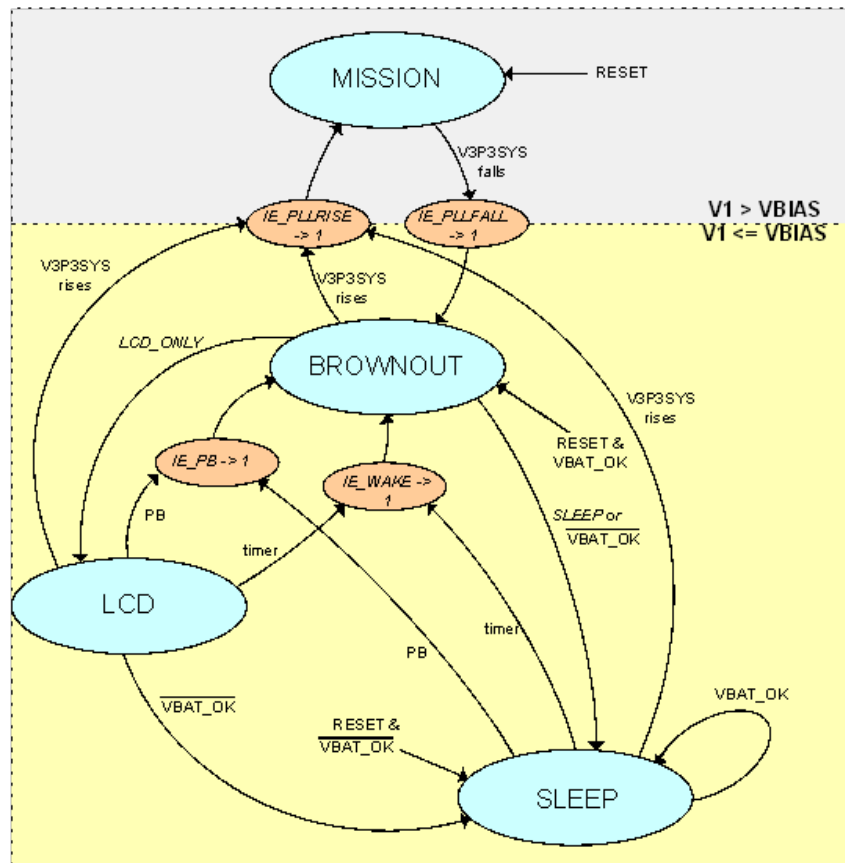 MISSION
RESET
V3P3SYS
falls
IE_PLLRISE
-> 1
IE_PLLFALL
-> 1
V1 > VBIAS
V1 <= VBIAS
V3P3SYS
rises
V3P3SYS
rises
LCD_ONLY
BROWNOUT
V3P3SYS
rises
RESET &
VBAT_OK
IE_PB -> 1
IE_WAKE ->
1
SLEEP or
VBAT_OK
PB
timer
LCD
timer
PB
VBAT_OK
VBAT_OK
RESET &
VBAT_OK
SLEEP